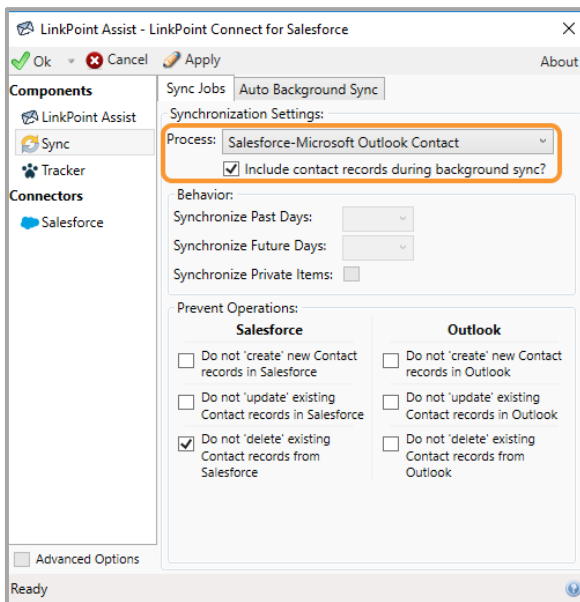 LinkPoint Assist - LinkPoint Connect for Salesforce
Ok Cancel Apply About
Components
LinkPoint Assist
Sync
Tracker
Connectors
Salesforce
Advanced Options
Sync Jobs Auto Background Sync
Synchronization Settings:
Process: Salesforce-Microsoft Outlook Contact
Include contact records during background sync?
Behavior:
Synchronize Past Days:
Synchronize Future Days:
Synchronize Private Items:
Prevent Operations:
Salesforce
Do not 'create' new Contact
records in Salesforce
Do not 'update' existing
Contact records in Salesforce
Do not 'delete' existing
Contact records from
Salesforce
Outlook
Do not 'create' new Contact
records in Outlook
Do not 'update' existing
Contact records in Outlook
Do not 'delete' existing
Contact records from
Outlook
Ready